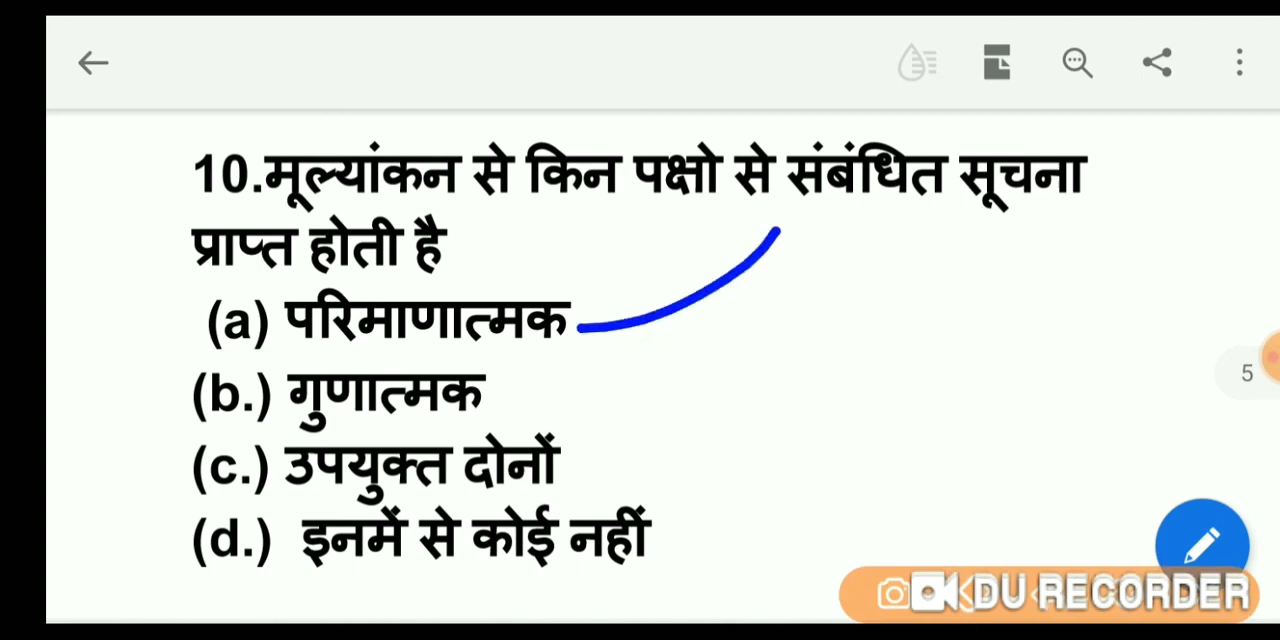 10.मूल्यांकन से किन पक्षो से संबंधित सूचना
प्राप्त होती है
(a) परिमाणात्मक
(b.) गुणात्मक
(c.) उपयुक्त दोनों
(d.) इनमें से कोई नहीं
5
DU RECORDER